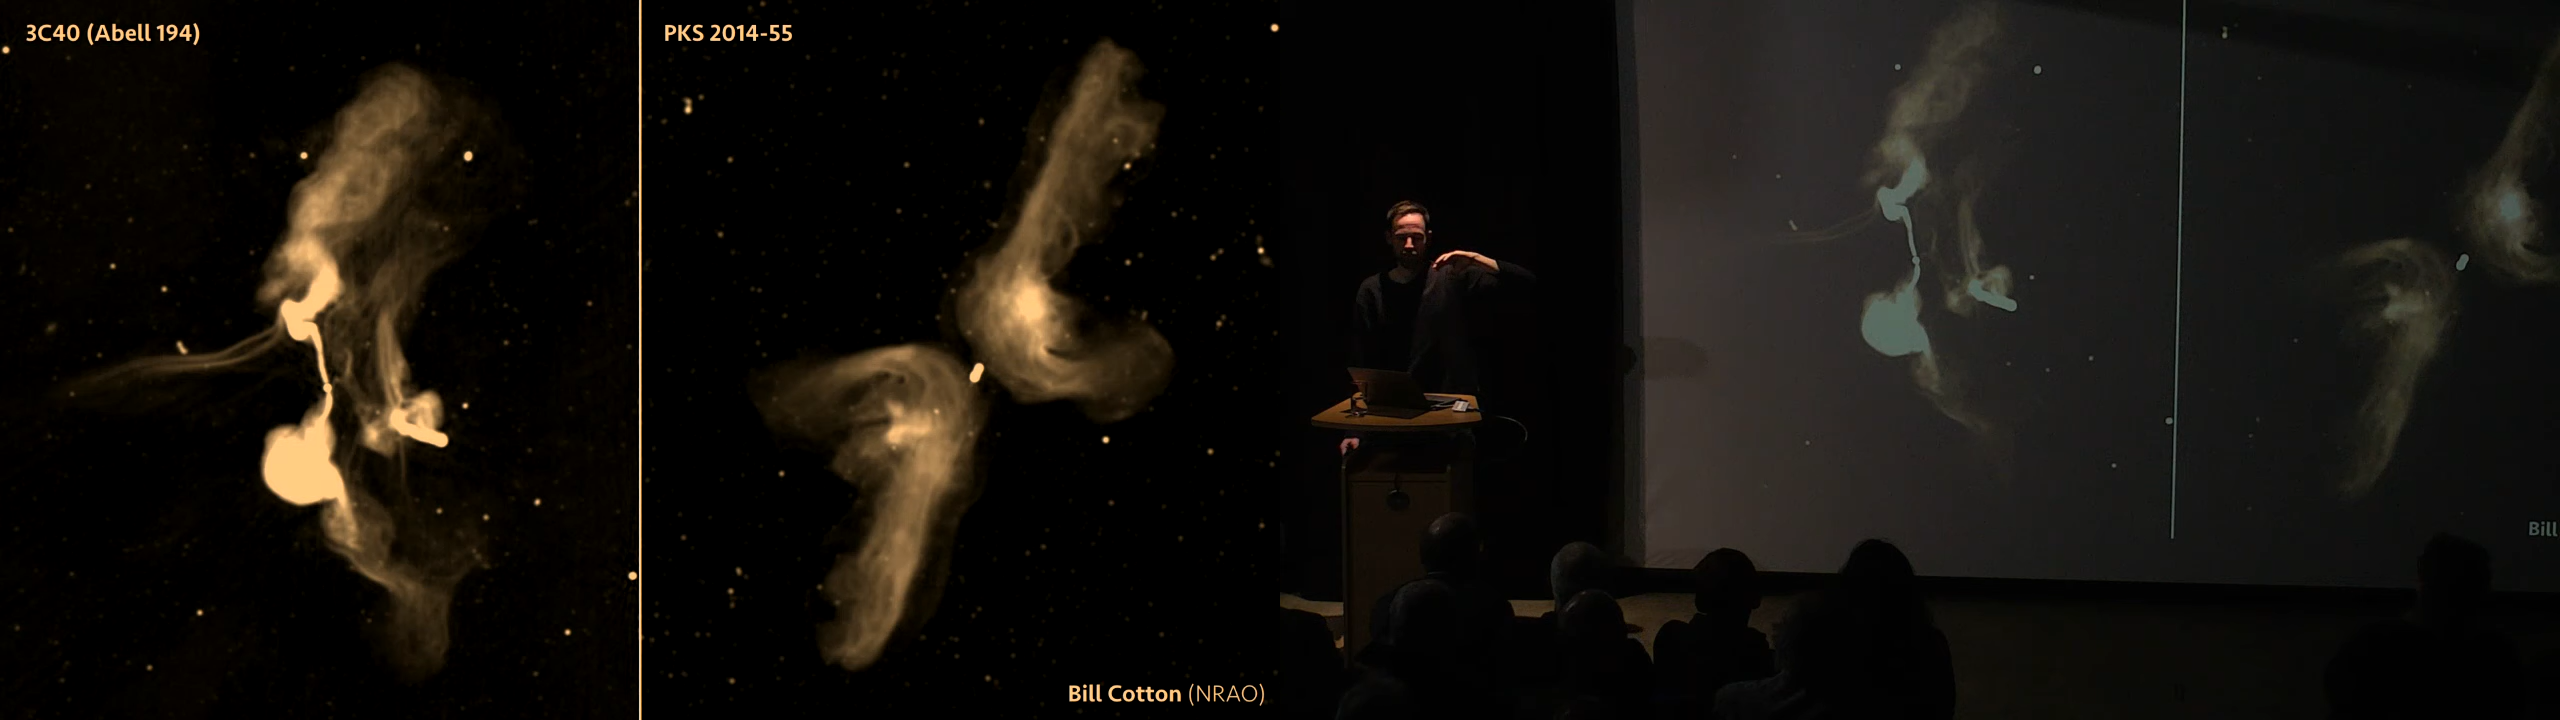 3C40 (Abell 194)
PKS 2014-55
Bill Cotton (NRAO)
Bill